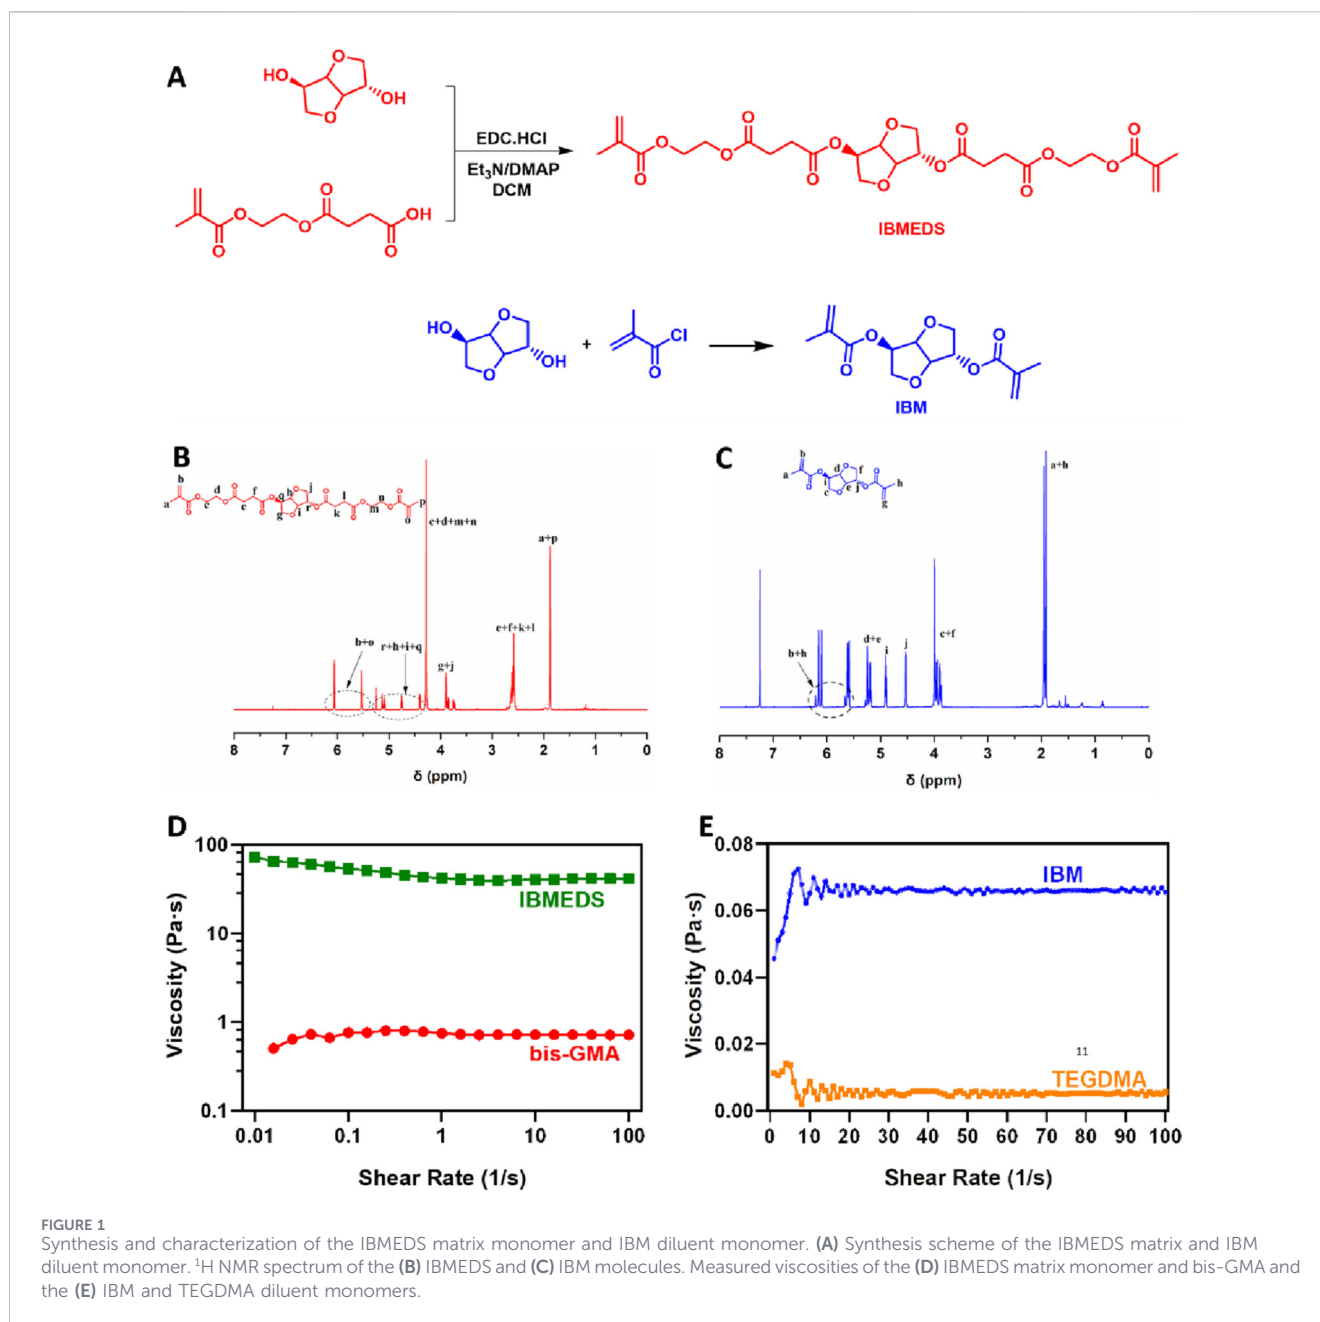 A
HO
O
O
OH
EDC.HCl
Et₃N/DMAP
DCM
O
O
O
O
OH
O
O
O
O
O
O
O
O
O
O
O
O
O
O
IBMEDS
HO
O
O
OH
+
Cl
O
O
O
O
O
O
O
IBM
B
b
d
f
a
c
e
q
h
j
g
i
r
l
k
n
m
p
o
c+d+m+n
a+p
e+f+k+l
b+o
r+h+i+q
g+j
8 7 6 5 4 3 2 1 0
δ (ppm)
C
b
a
d
f
i
c
e
j
h
g
a+h
b+h
d+e
i
j
c+f
8 7 6 5 4 3 2 1 0
δ (ppm)
D
100
10
1
0.1
Viscosity (Pa·s)
IBMEDS
bis-GMA
0.01 0.1 1 10 100
Shear Rate (1/s)
E
0.08
0.06
0.04
0.02
0.00
Viscosity (Pa·s)
IBM
11
TEGDMA
0 10 20 30 40 50 60 70 80 90 100
Shear Rate (1/s)
FIGURE 1
Synthesis and characterization of the IBMEDS matrix monomer and IBM diluent monomer. (A) Synthesis scheme of the IBMEDS matrix and IBM
diluent monomer. ¹H NMR spectrum of the (B) IBMEDS and (C) IBM molecules. Measured viscosities of the (D) IBMEDS matrix monomer and bis-GMA and
the (E) IBM and TEGDMA diluent monomers.